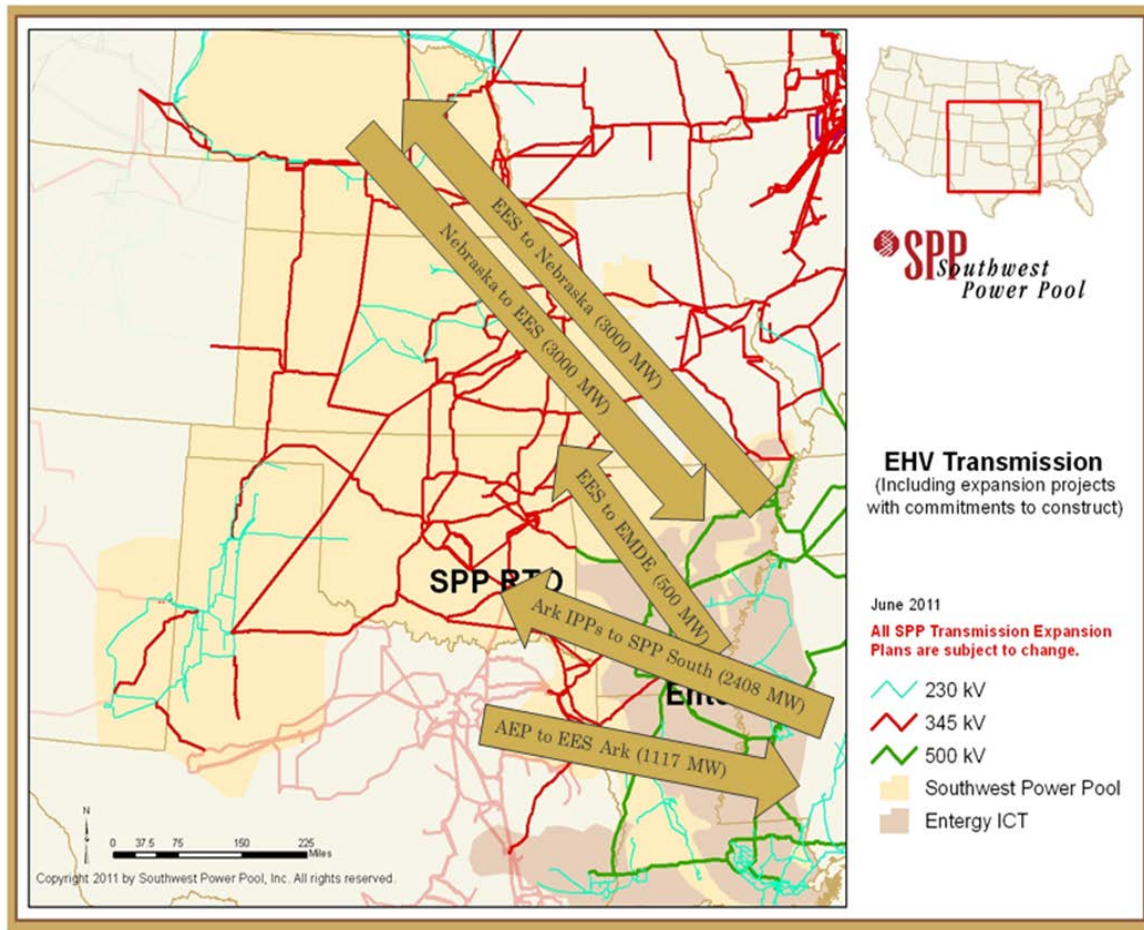 EES to Nebraska (3000 MW)
Nebraska to EES (3000 MW)
EES to EMDE (500 MW)
SPP RTO
Ark IPPs to SPP South (2408 MW)
AEP to EES Ark (1117 MW)
N
0 37.5 75 150 225
Miles
Copyright 2011 by Southwest Power Pool, Inc. All rights reserved.
SPP
Southwest
Power Pool
EHV Transmission
(Including expansion projects
with commitments to construct)
June 2011
All SPP Transmission Expansion
Plans are subject to change.
230 kV
345 kV
500 kV
Southwest Power Pool
Entergy ICT